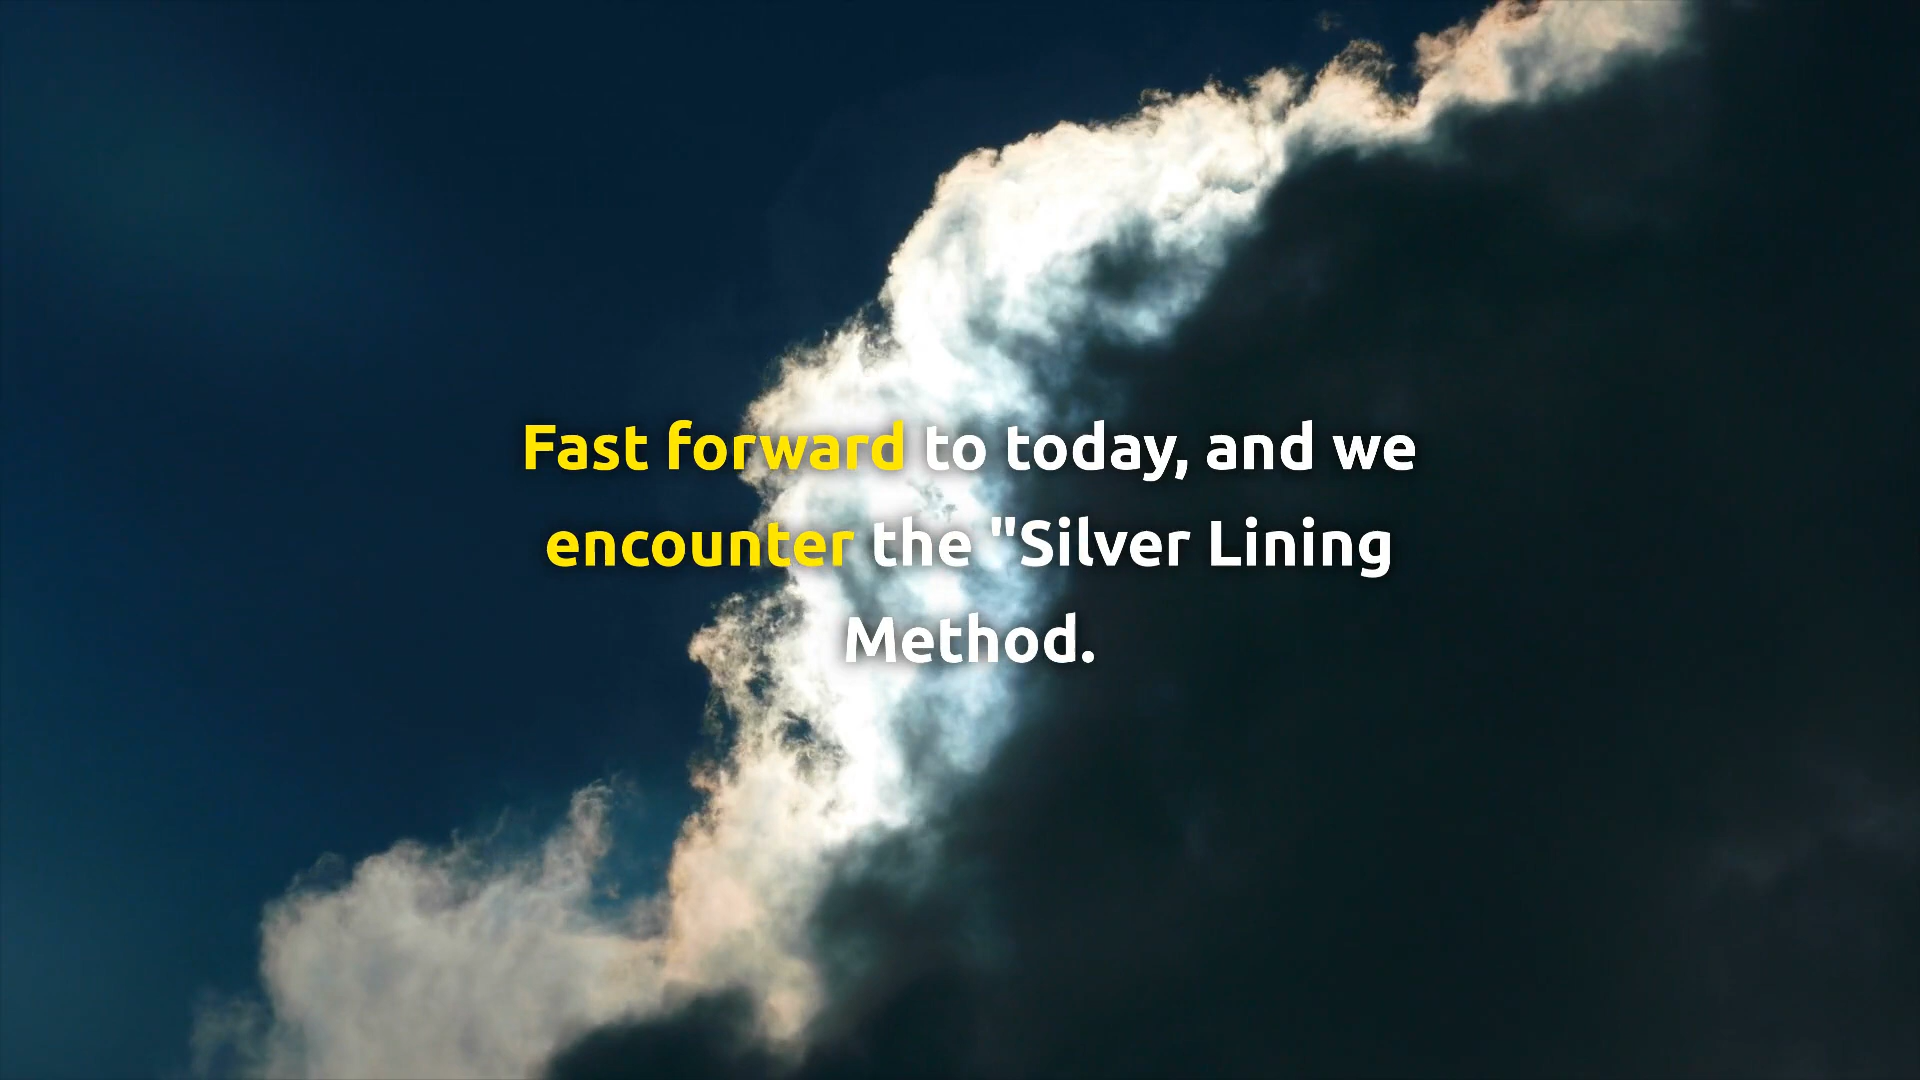 Fast forward to today, and we
encounter the "Silver Lining
Method.